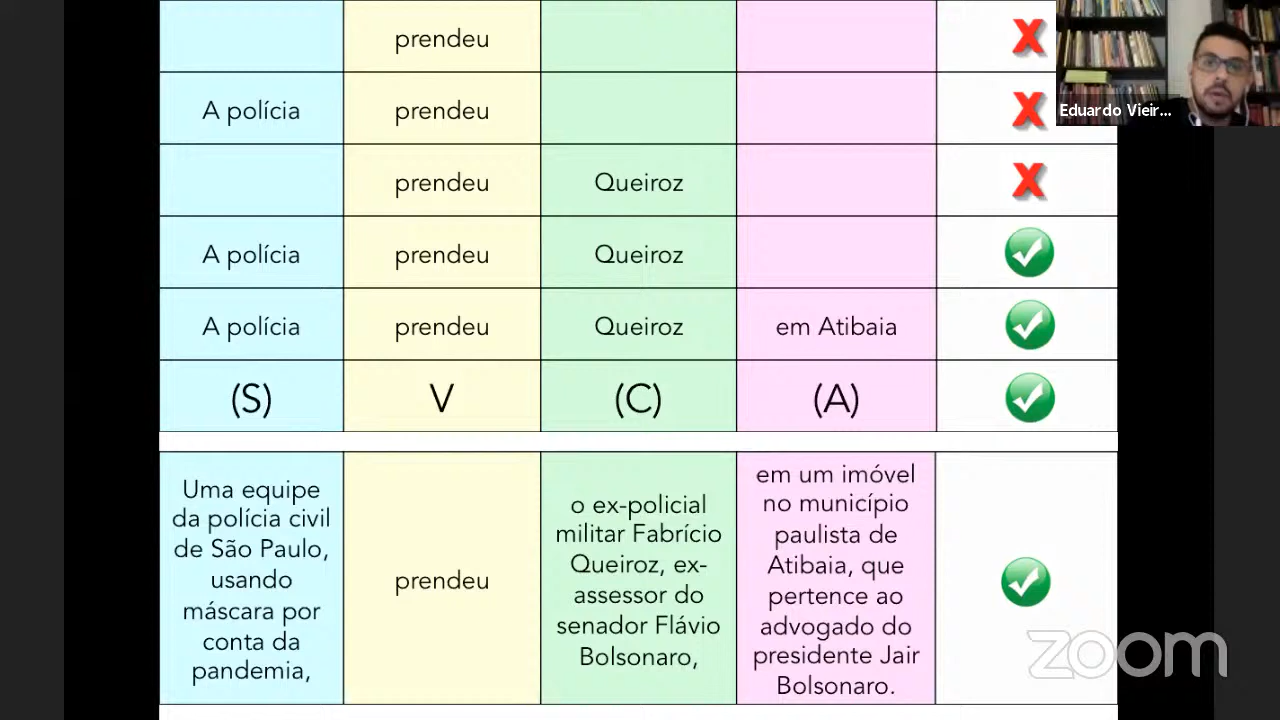 prendeu
A polícia prendeu
prendeu Queiroz
A polícia prendeu Queiroz
A polícia prendeu Queiroz em Atibaia
(S) V (C) (A)
Uma equipe
da polícia civil
de São Paulo,
usando
máscara por
conta da
pandemia,
prendeu
o ex-policial
militar Fabrício
Queiroz, ex-
assessor do
senador Flávio
Bolsonaro,
em um imóvel
no município
paulista de
Atibaia, que
pertence ao
advogado do
presidente Jair
Bolsonaro.
Eduardo Vieir...
zoom